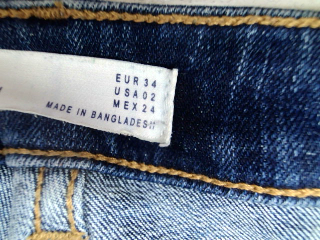 EUR 34
USA 02
MEX 24
MADE IN BANGLADESH